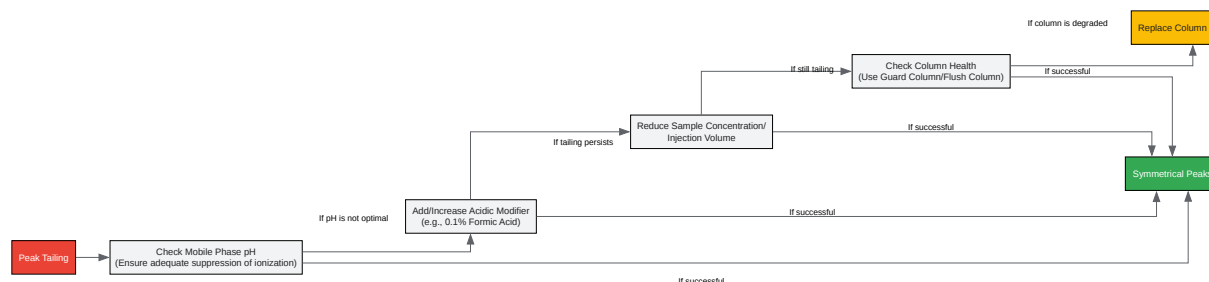 If column is degraded
Replace Column
Check Column Health
(Use Guard Column/Flush Column)
If still tailing
If successful
Reduce Sample Concentration/
Injection Volume
If successful
If tailing persists
Symmetrical Peaks
Add/Increase Acidic Modifier
(e.g., 0.1% Formic Acid)
If successful
If pH is not optimal
Peak Tailing
Check Mobile Phase pH
(Ensure adequate suppression of ionization)
If successful